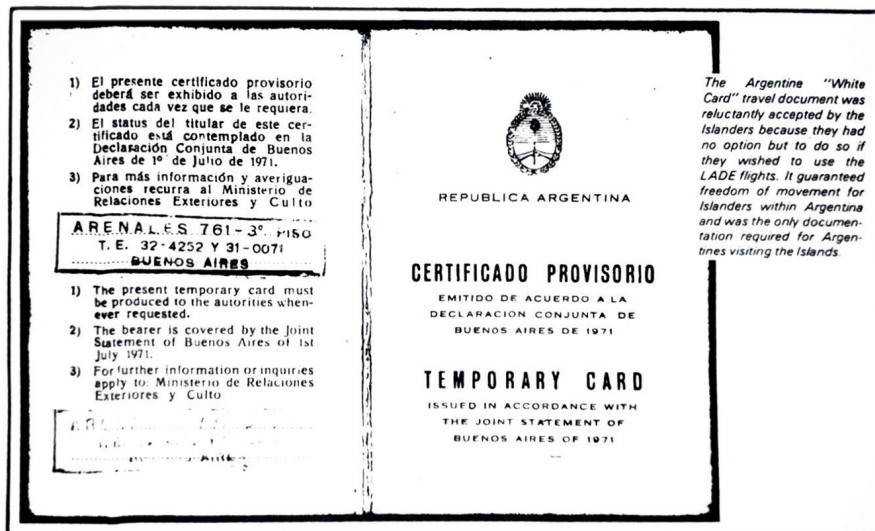 1) El presente certificado provisorio
deberá ser exhibido a las autori-
dades cada vez que se le requiera.
2) El status del titular de este cer-
tificado está contemplado en la
Declaración Conjunta de Buenos
Aires de 1º de Julio de 1971.
3) Para más información y averigua-
ciones recurra al Ministerio de
Relaciones Exteriores y Culto
ARENALES 761-3º PISO
T. E. 32-4252 Y 31-0071
BUENOS AIRES
1) The present temporary card must
be produced to the autorities when-
ever requested.
2) The bearer is covered by the Joint
Statement of Buenos Aires of 1st
July 1971.
3) For further information or inquiries
apply to: Ministerio de Relaciones
Exteriores y Culto
REPUBLICA ARGENTINA
CERTIFICADO PROVISORIO
EMITIDO DE ACUERDO A LA
DECLARACION CONJUNTA DE
BUENOS AIRES DE 1971
TEMPORARY CARD
ISSUED IN ACCORDANCE WITH
THE JOINT STATEMENT OF
BUENOS AIRES OF 1971
The Argentine "White
Card" travel document was
reluctantly accepted by the
Islanders because they had
no option but to do so if
they wished to use the
LADE flights. It guaranteed
freedom of movement for
Islanders within Argentina
and was the only documen-
tation required for Argen-
tines visiting the Islands.